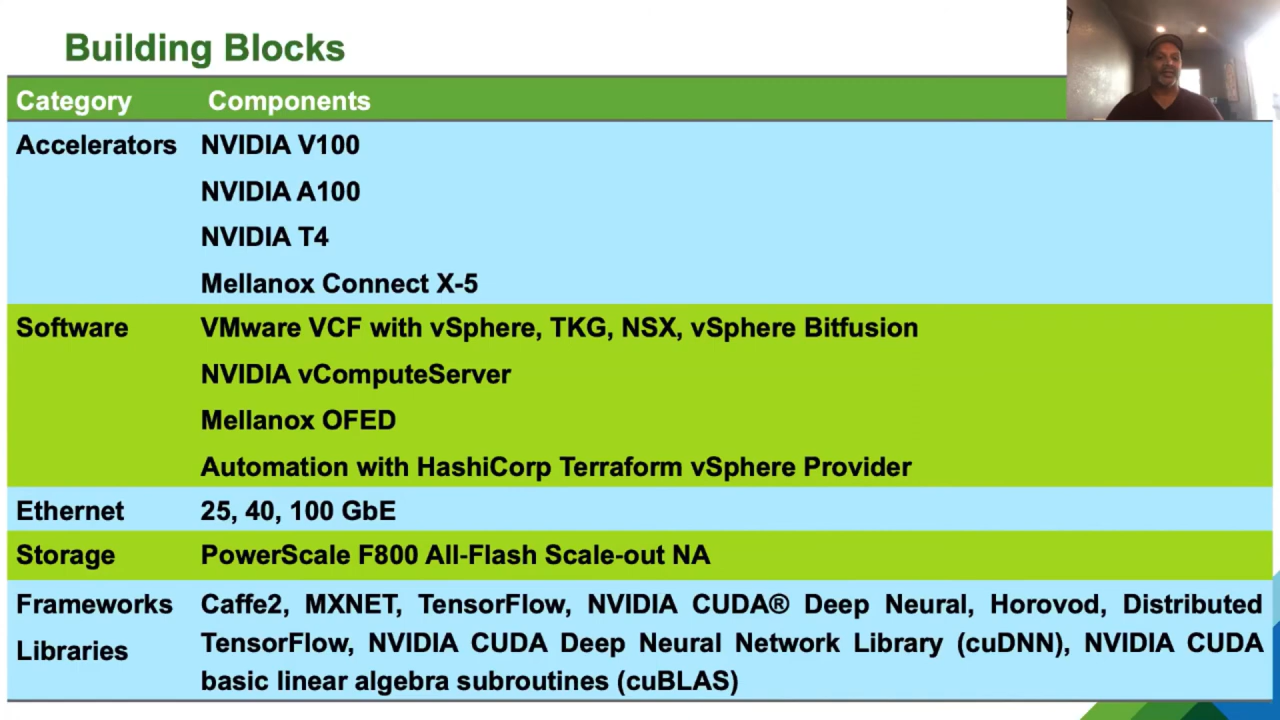 Building Blocks
Category Components
Accelerators NVIDIA V100
NVIDIA A100
NVIDIA T4
Mellanox Connect X-5
Software VMware VCF with vSphere, TKG, NSX, vSphere Bitfusion
NVIDIA vComputeServer
Mellanox OFED
Automation with HashiCorp Terraform vSphere Provider
Ethernet 25, 40, 100 GbE
Storage PowerScale F800 All-Flash Scale-out NA
Frameworks Caffe2, MXNET, TensorFlow, NVIDIA CUDA® Deep Neural, Horovod, Distributed
Libraries TensorFlow, NVIDIA CUDA Deep Neural Network Library (cuDNN), NVIDIA CUDA
basic linear algebra subroutines (cuBLAS)